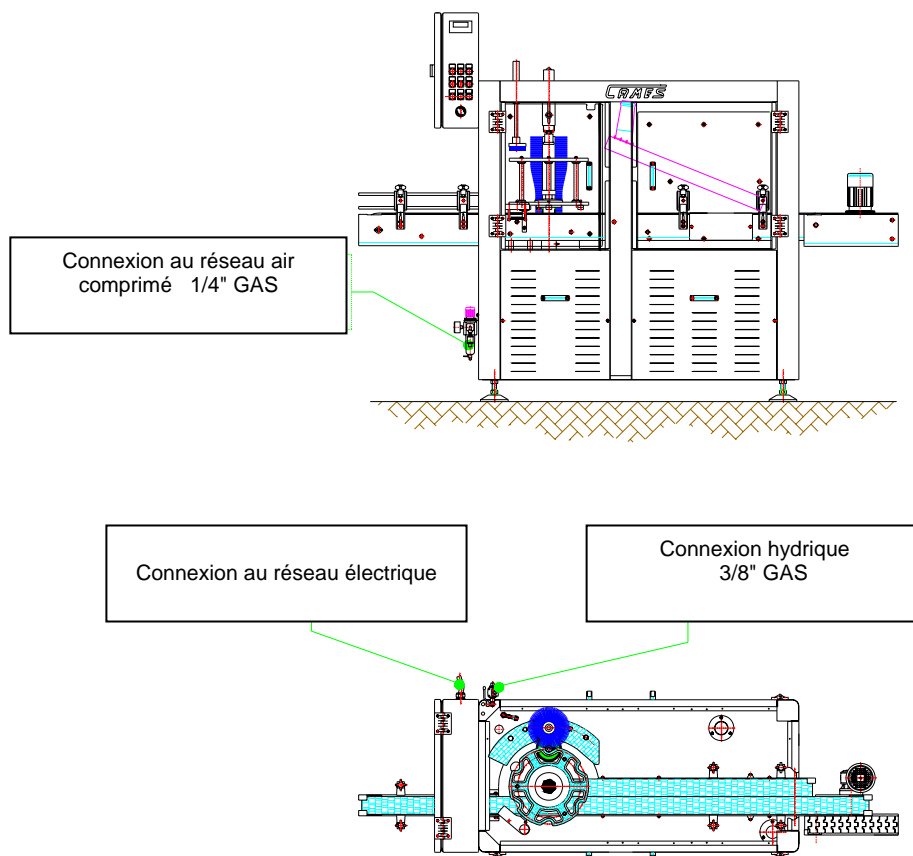 CAMES
Connexion au réseau air
comprimé 1/4" GAS
Connexion au réseau électrique
Connexion hydrique
3/8" GAS